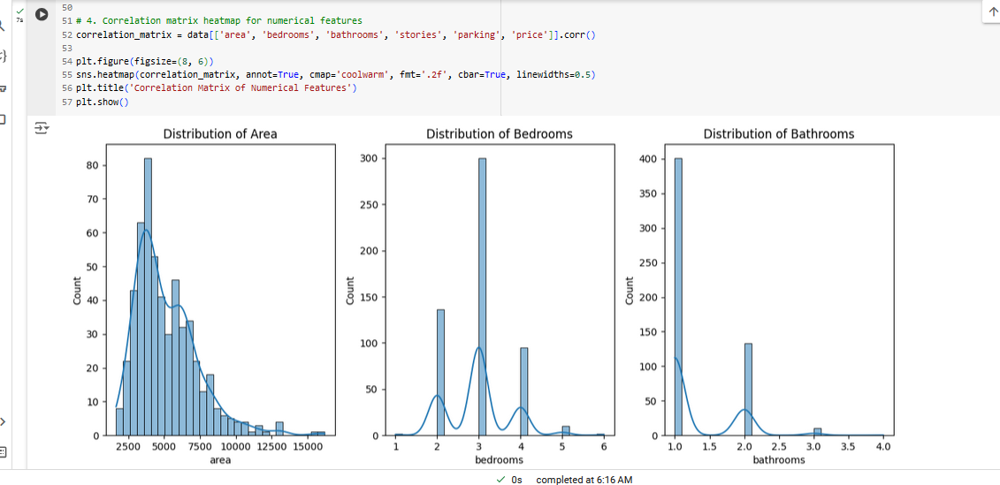 50
51 # 4. Correlation matrix heatmap for numerical features
52 correlation_matrix = data[['area', 'bedrooms', 'bathrooms', 'stories', 'parking', 'price']].corr()
53
54 plt.figure(figsize=(8, 6))
55 sns.heatmap(correlation_matrix, annot=True, cmap='coolwarm', fmt='.2f', cbar=True, linewidths=0.5)
56 plt.title('Correlation Matrix of Numerical Features')
57 plt.show()
7s
Distribution of Area
80
70
60
50
40
30
20
10
0
Count
2500 5000 7500 10000 12500 15000
area
Distribution of Bedrooms
300
250
200
150
100
50
0
Count
1 2 3 4 5 6
bedrooms
Distribution of Bathrooms
400
350
300
250
200
150
100
50
0
Count
1.0 1.5 2.0 2.5 3.0 3.5 4.0
bathrooms
0s completed at 6:16 AM